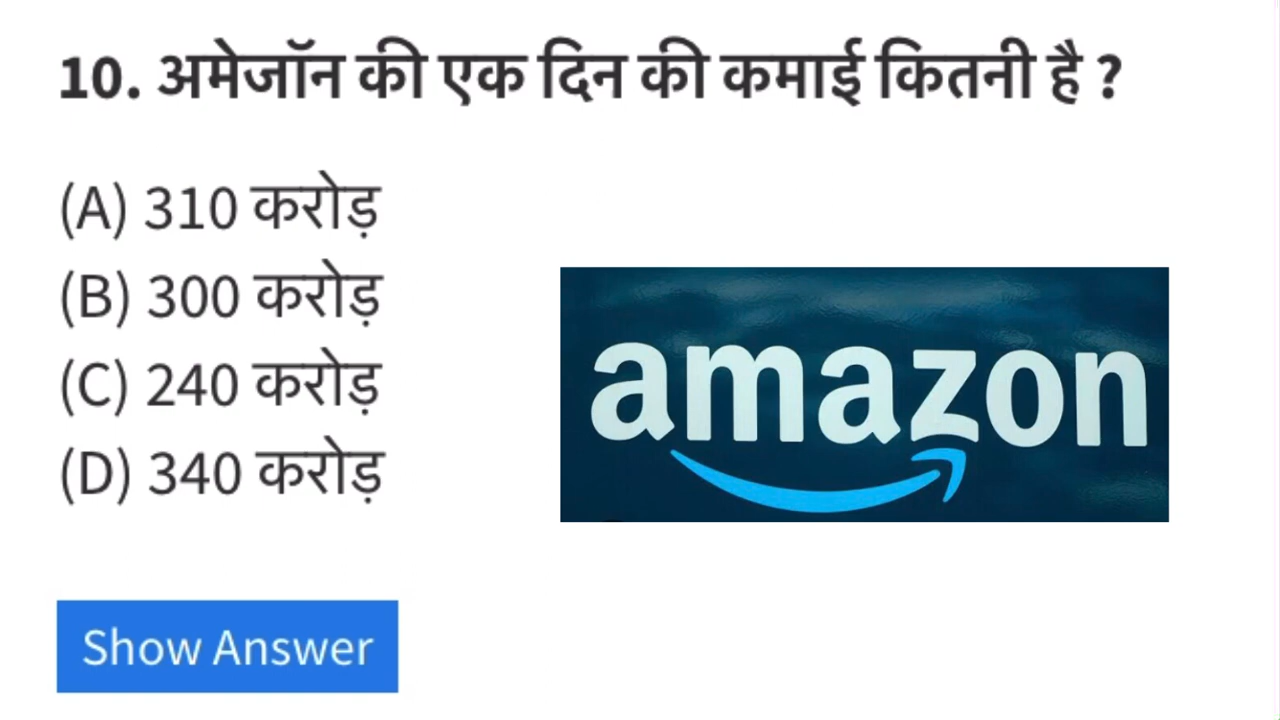 10. अमेजॉन की एक दिन की कमाई कितनी है ?
(A) 310 करोड़
(B) 300 करोड़
(C) 240 करोड़
(D) 340 करोड़
amazon
Show Answer